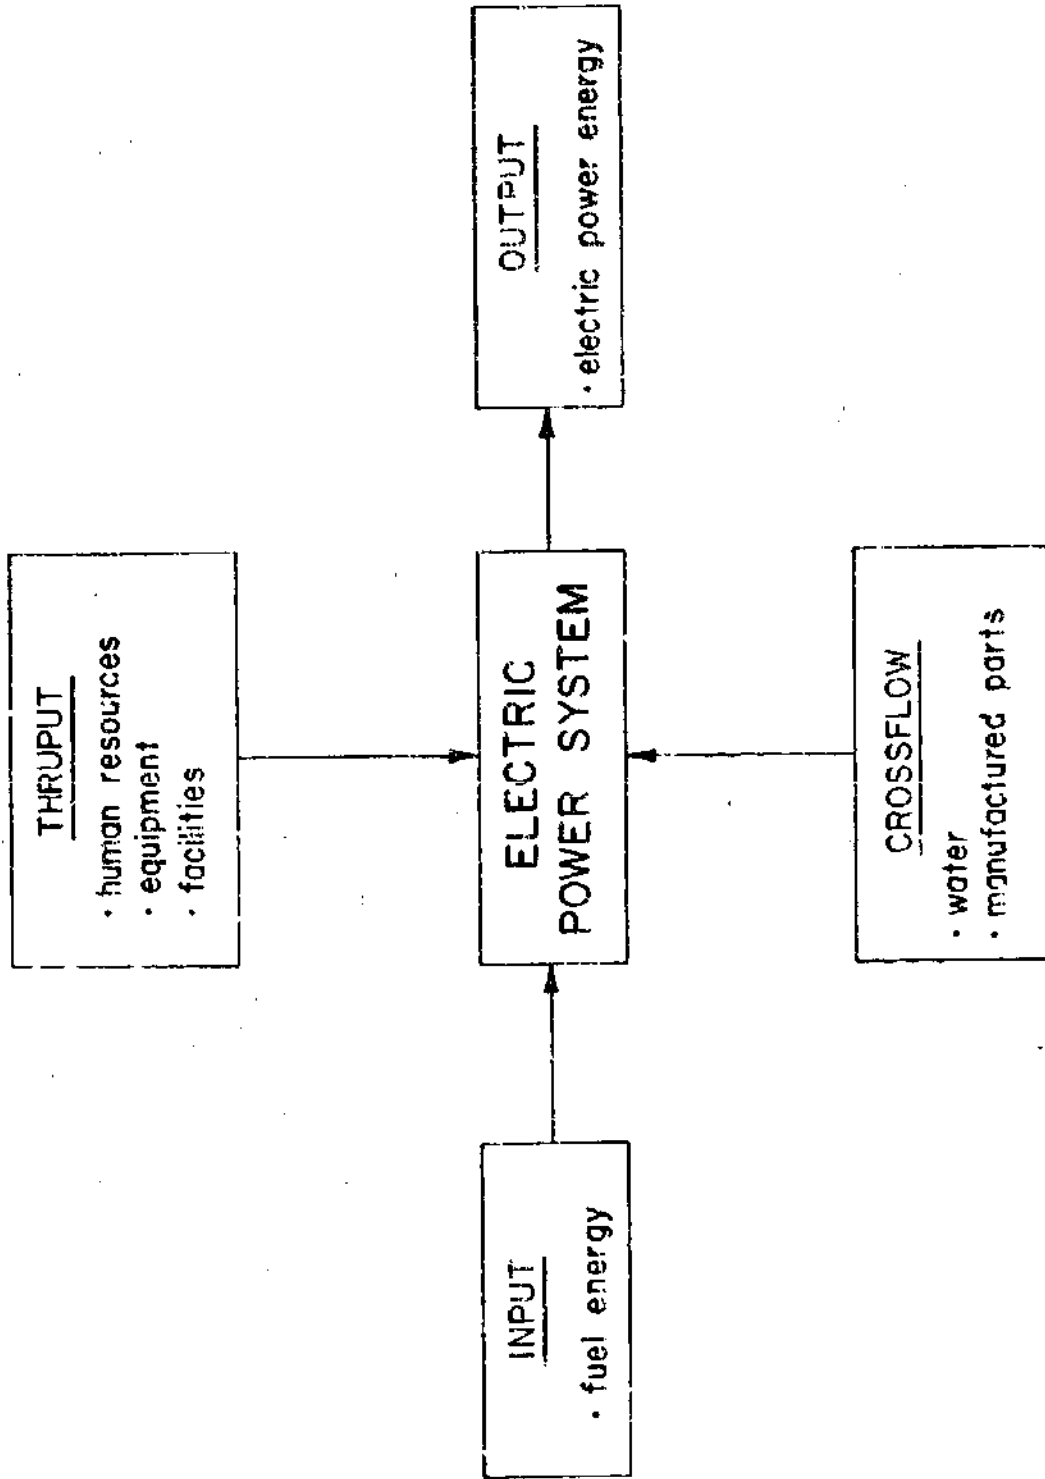 THRUPUT
· human resources
· equipment
· facilities
INPUT
· fuel energy
ELECTRIC
POWER SYSTEM
OUTPUT
· electric power energy
CROSSFLOW
· water
· manufactured parts